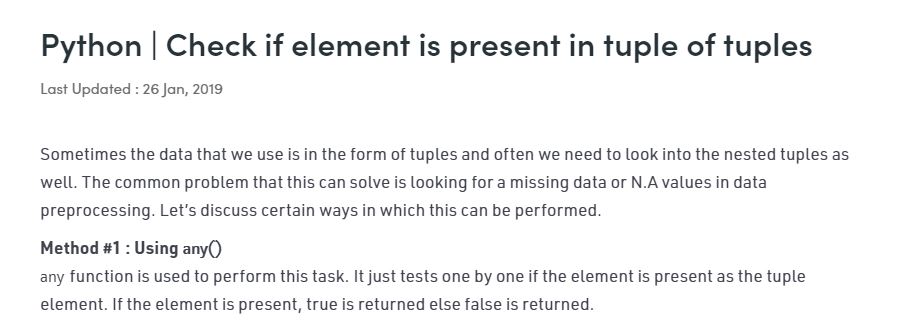 Python | Check if element is present in tuple of tuples
Last Updated : 26 Jan, 2019
Sometimes the data that we use is in the form of tuples and often we need to look into the nested tuples as
well. The common problem that this can solve is looking for a missing data or N.A values in data
preprocessing. Let’s discuss certain ways in which this can be performed.
Method #1 : Using any()
any function is used to perform this task. It just tests one by one if the element is present as the tuple
element. If the element is present, true is returned else false is returned.